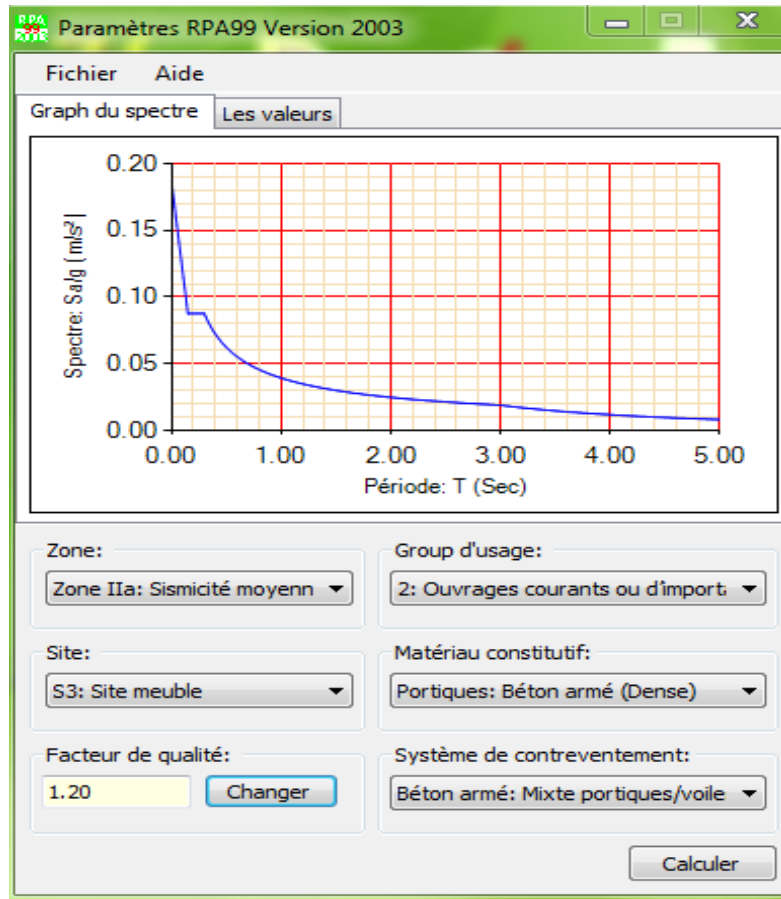 RPA 99 Paramètres RPA99 Version 2003
Fichier Aide
Graph du spectre Les valeurs
0.20
0.15
0.10
0.05
0.00
Spectre: Sa/g ( m/s²)
0.00 1.00 2.00 3.00 4.00 5.00
Période: T (Sec)
Zone: Group d'usage:
Zone IIa: Sismicité moyenn 2: Ouvrages courants ou d'import
Site: Matériau constitutif:
S3: Site meuble Portiques: Béton armé (Dense)
Facteur de qualité: Système de contreventement:
1.20 Changer Béton armé: Mixte portiques/voile
Calculer